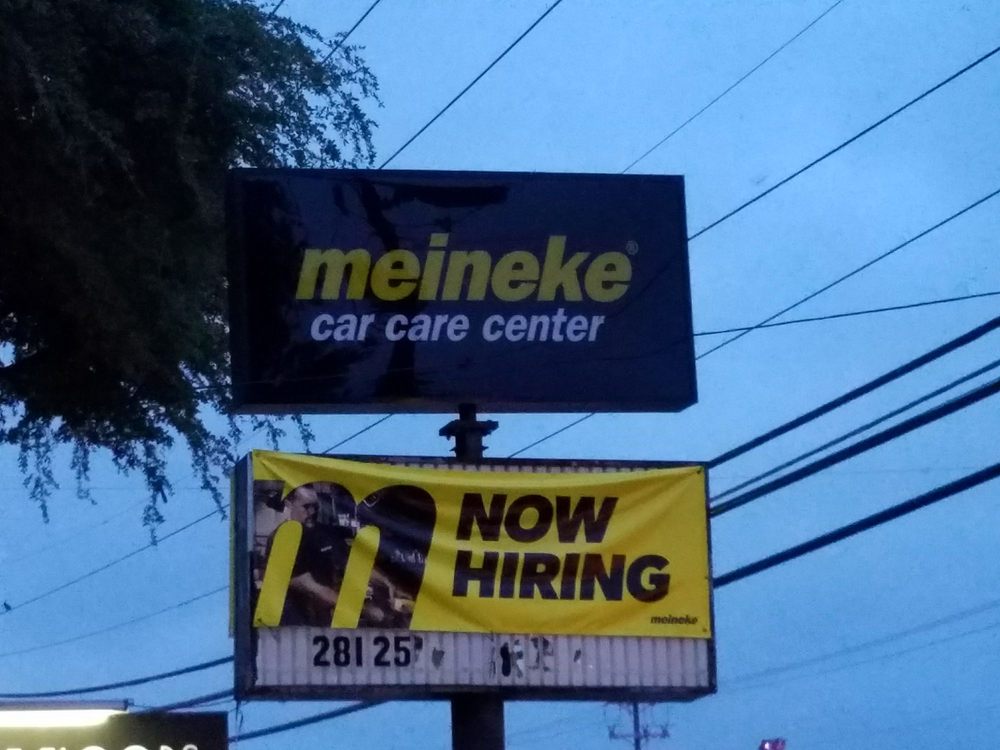 meineke®
car care center
NOW
HIRING
meineke
281 25